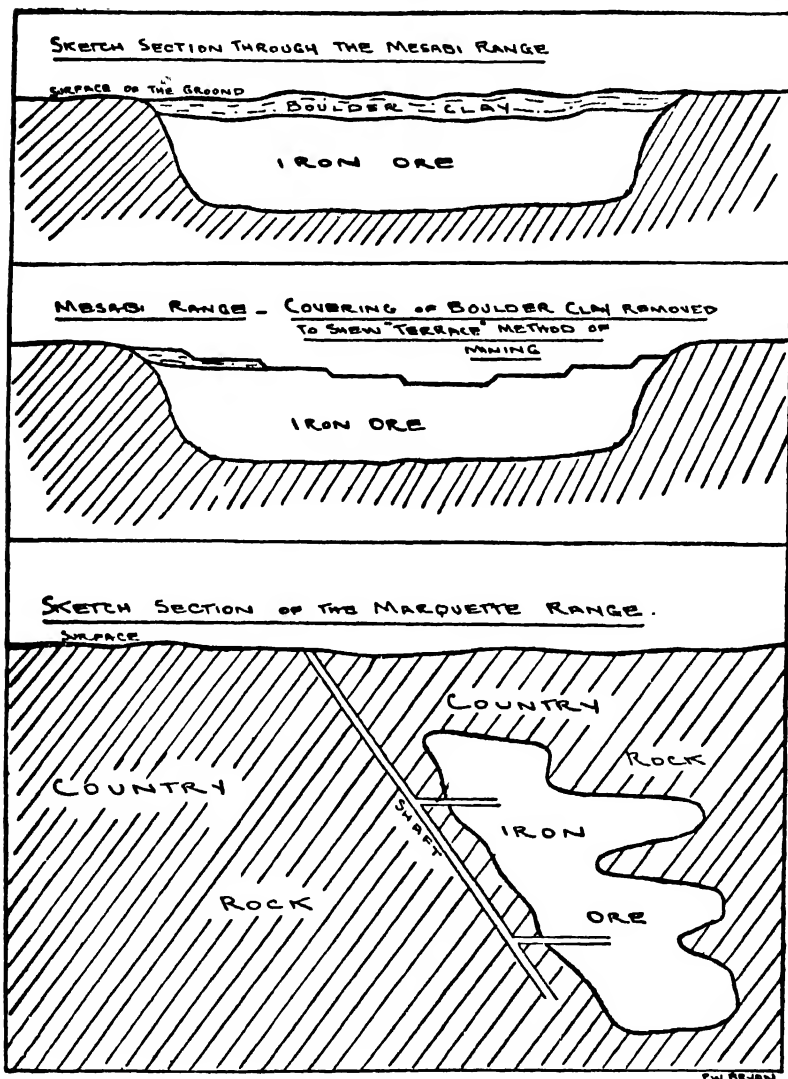 SKETCH SECTION THROUGH THE MESABI RANGE
SURFACE OF THE GROUND
BOULDER CLAY
IRON ORE
MESABI RANGE - COVERING OF BOULDER CLAY REMOVED
TO SHEW "TERRACE" METHOD OF
MINING
IRON ORE
SKETCH SECTION OF THE MARQUETTE RANGE.
SURFACE
COUNTRY
ROCK
COUNTRY
SHAFT
IRON
ROCK
ORE